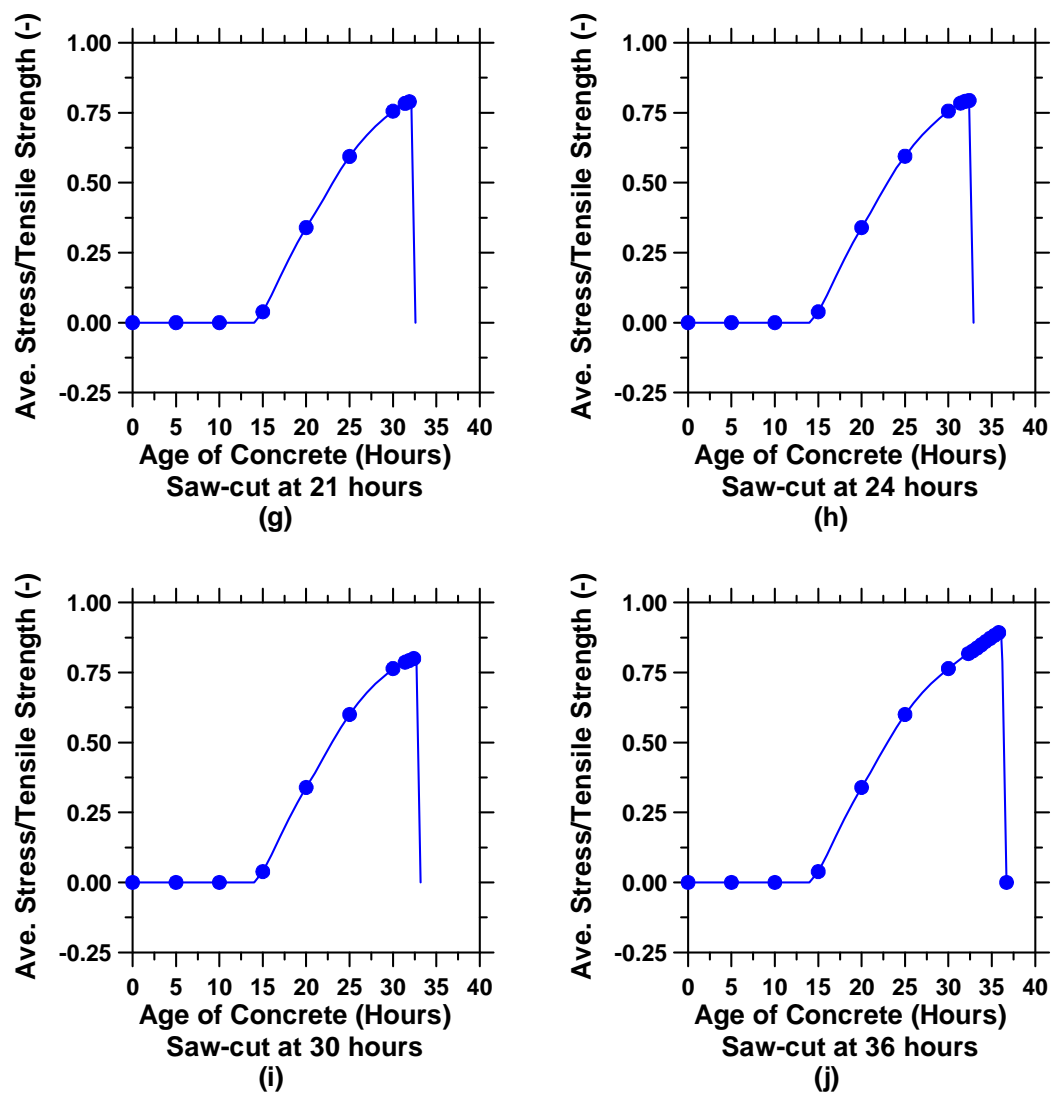 Ave. Stress/Tensile Strength (-)
1.00
0.75
0.50
0.25
0.00
-0.25
0 5 10 15 20 25 30 35 40
Age of Concrete (Hours)
Saw-cut at 21 hours
(g)
Ave. Stress/Tensile Strength (-)
1.00
0.75
0.50
0.25
0.00
-0.25
0 5 10 15 20 25 30 35 40
Age of Concrete (Hours)
Saw-cut at 24 hours
(h)
Ave. Stress/Tensile Strength (-)
1.00
0.75
0.50
0.25
0.00
-0.25
0 5 10 15 20 25 30 35 40
Age of Concrete (Hours)
Saw-cut at 30 hours
(i)
Ave. Stress/Tensile Strength (-)
1.00
0.75
0.50
0.25
0.00
-0.25
0 5 10 15 20 25 30 35 40
Age of Concrete (Hours)
Saw-cut at 36 hours
(j)